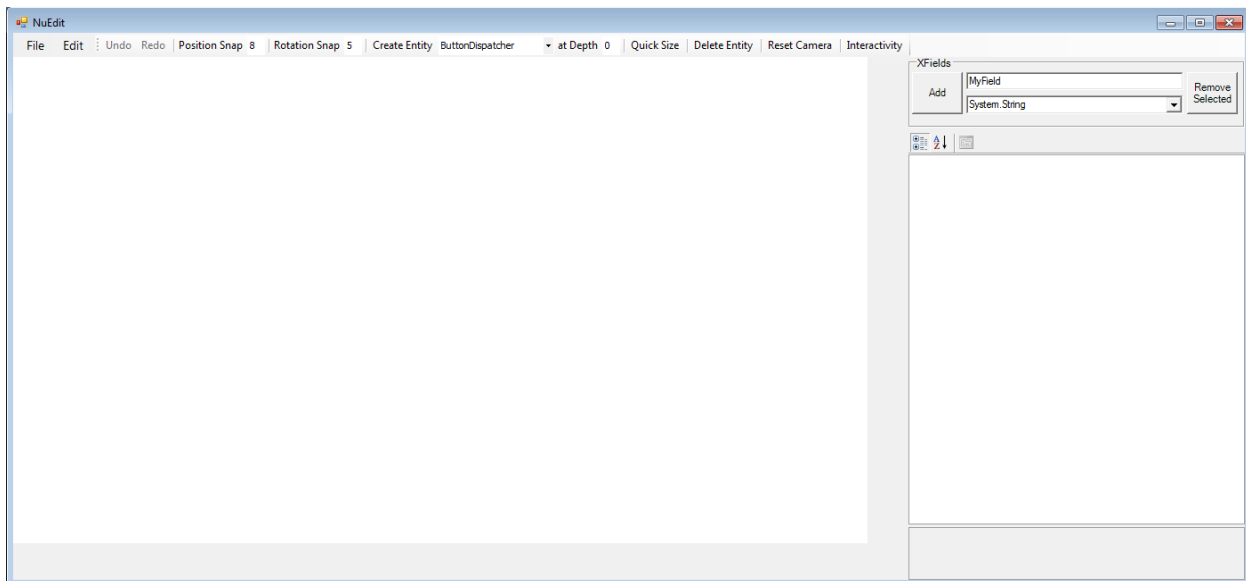 NuEdit
File Edit Undo Redo Position Snap 8 Rotation Snap 5 Create Entity ButtonDispatcher at Depth 0 Quick Size Delete Entity Reset Camera Interactivity
XFields
Add
MyField
System.String
Remove
Selected